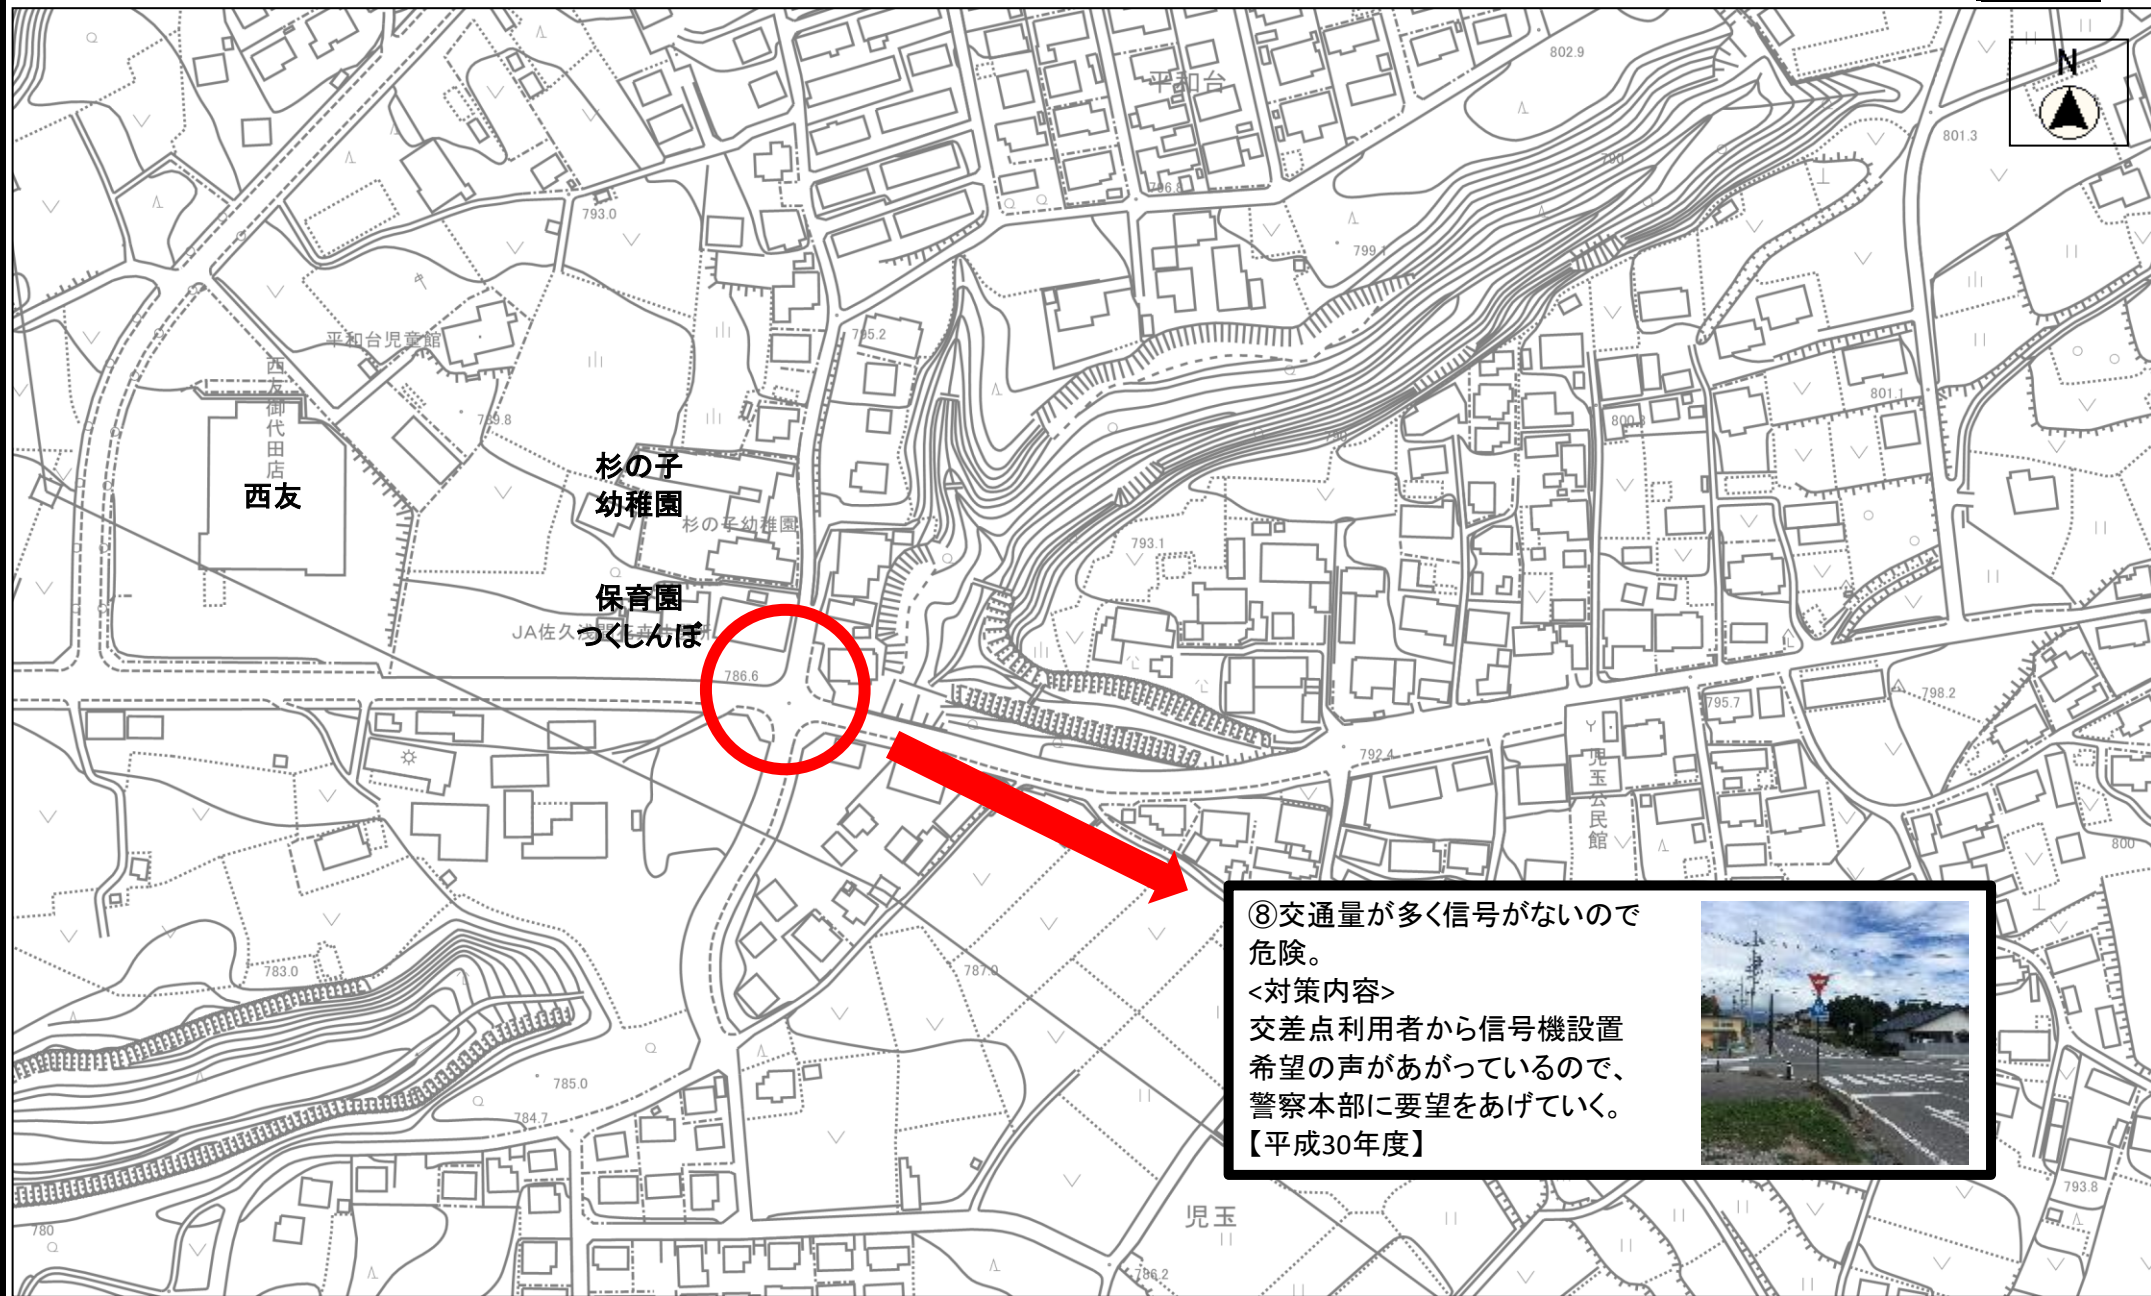 N
平和台
802.9
801.3
790
796.8
793.0
799.1
795.2
平和台児童館
西友御代田店
789.8
801.1
800.3
西友
杉の子
幼稚園
杉の子幼稚園
793.1
保育園
つくしんぼ
786.6
798.2
795.7
792.4
児玉公民館
800
783.0
787.0
785.0
784.7
780
793.8
児玉
786.2
⑧交通量が多く信号がないので
危険。
<対策内容>
交差点利用者から信号機設置
希望の声があがっているので、
警察本部に要望をあげていく。
【平成30年度】